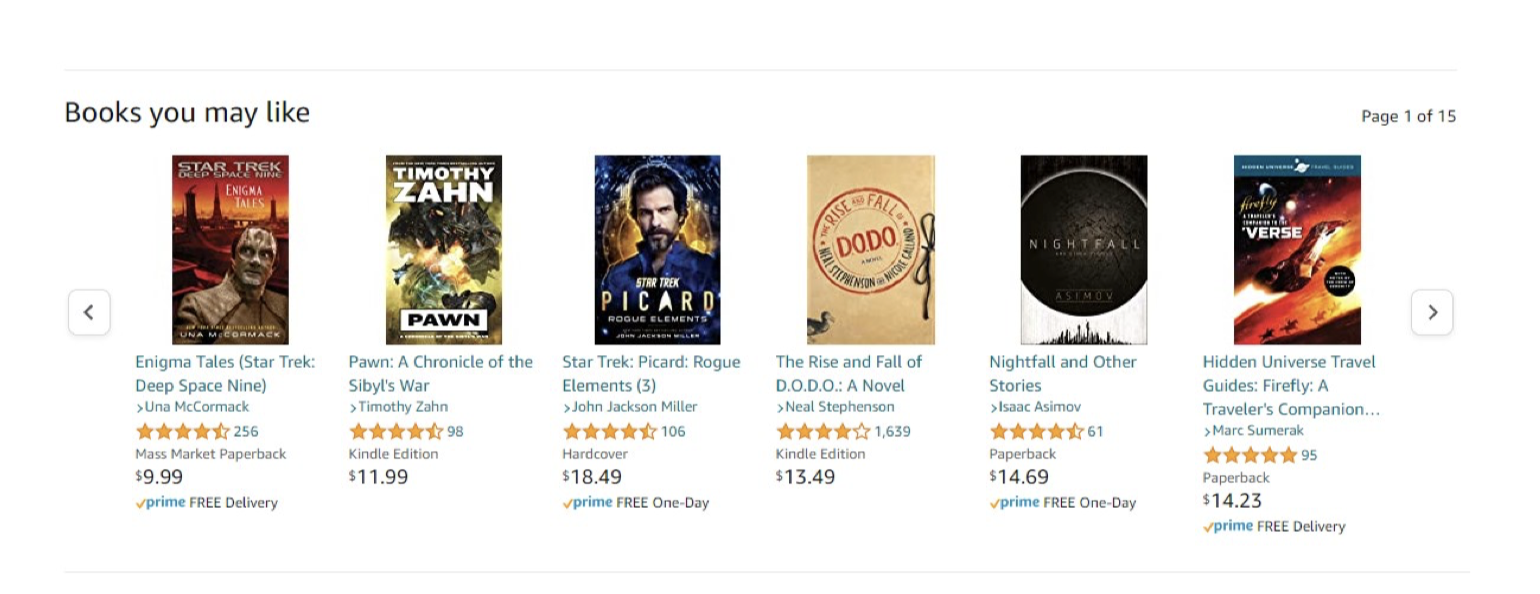 Books you may like
Page 1 of 15
STAR TREK
DEEP SPACE NINE
ENIGMA
TALES
UNA McCORMACK
Enigma Tales (Star Trek:
Deep Space Nine)
›Una McCormack
256
Mass Market Paperback
$9.99
prime FREE Delivery
TIMOTHY
ZAHN
PAWN
Pawn: A Chronicle of the
Sibyl's War
›Timothy Zahn
98
Kindle Edition
$11.99
STAR TREK
PICARD
ROGUE ELEMENTS
JOHN JACKSON MILLER
Star Trek: Picard: Rogue
Elements (3)
›John Jackson Miller
106
Hardcover
$18.49
prime FREE One-Day
THE RISE AND FALL OF
D.O.D.O.
A NOVEL
NEAL STEPHENSON AND NICOLE GALLAND
The Rise and Fall of
D.O.D.O.: A Novel
›Neal Stephenson
1,639
Kindle Edition
$13.49
NIGHTFALL
ASIMOV
Nightfall and Other
Stories
›Isaac Asimov
61
Paperback
$14.69
prime FREE One-Day
HIDDEN UNIVERSE TRAVEL GUIDES
firefly
A TRAVELER'S
COMPANION TO THE
'VERSE
Hidden Universe Travel
Guides: Firefly: A
Traveler's Companion...
›Marc Sumerak
95
Paperback
$14.23
prime FREE Delivery